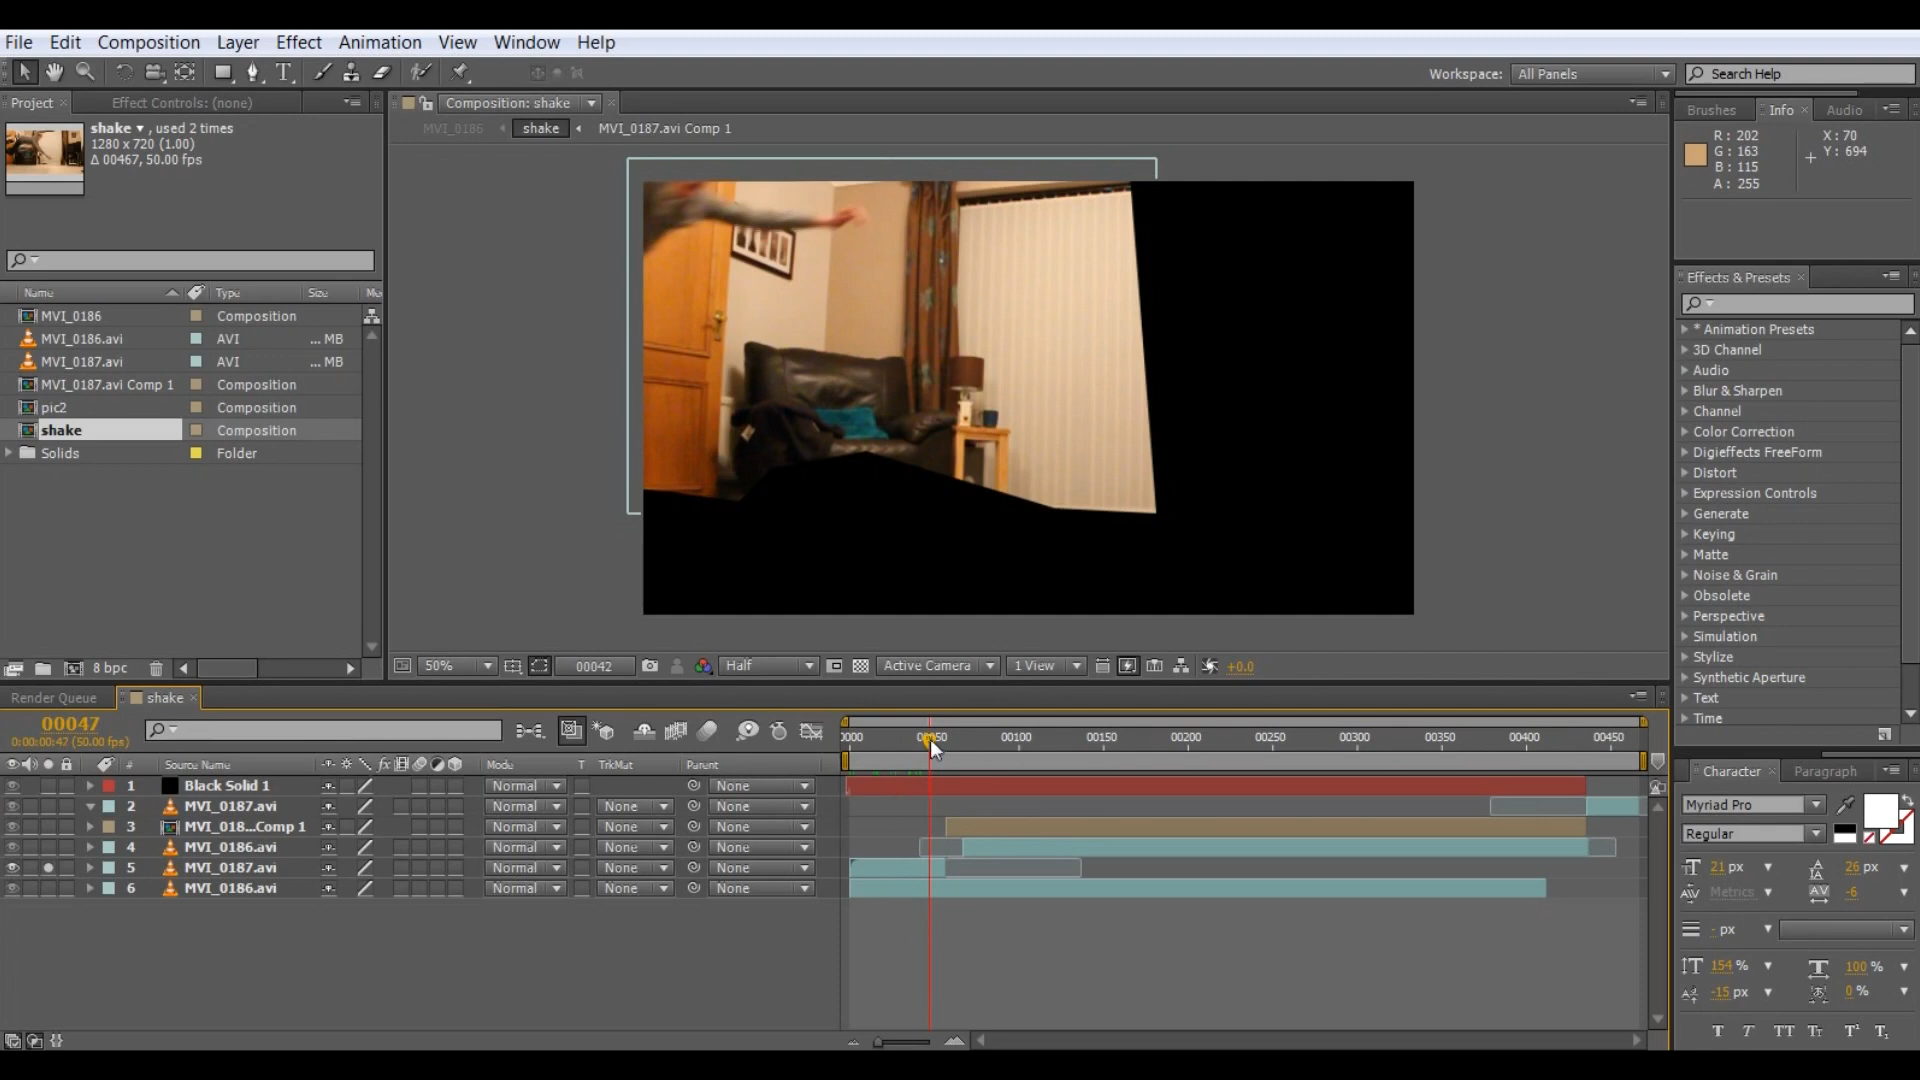 File Edit Composition Layer Effect Animation View Window Help
Workspace: All Panels Search Help
Project Effect Controls: (none)
shake , used 2 times
1280 x 720 (1.00)
Δ 00467, 50.00 fps
Name Type Size
MVI_0186 Composition
MVI_0186.avi AVI ... MB
MVI_0187.avi AVI ... MB
MVI_0187.avi Comp 1 Composition
pic2 Composition
shake Composition
Solids Folder
8 bpc
Composition: shake
MVI_0186 shake MVI_0187.avi Comp 1
50% 00042 Half Active Camera 1 View +0.0
Brushes Info Audio
R : 202 X : 70
G : 163 Y : 694
B : 115
A : 255
Effects & Presets
* Animation Presets
3D Channel
Audio
Blur & Sharpen
Channel
Color Correction
Digieffects FreeForm
Distort
Expression Controls
Generate
Keying
Matte
Noise & Grain
Obsolete
Perspective
Simulation
Stylize
Synthetic Aperture
Text
Time
Render Queue shake
00047
0:00:00:47 (50.00 fps)
0000 00050 00100 00150 00200 00250 00300 00350 00400 00450
# Source Name fx Mode T TrkMat Parent
1 Black Solid 1 Normal None
2 MVI_0187.avi Normal None None
3 MVI_018...Comp 1 Normal None None
4 MVI_0186.avi Normal None None
5 MVI_0187.avi Normal None None
6 MVI_0186.avi Normal None None
Character Paragraph
Myriad Pro
Regular
21 px 26 px
Metrics -6
- px
154 % 100 %
-15 px 0 %
T T TT Tt T¹ T₁